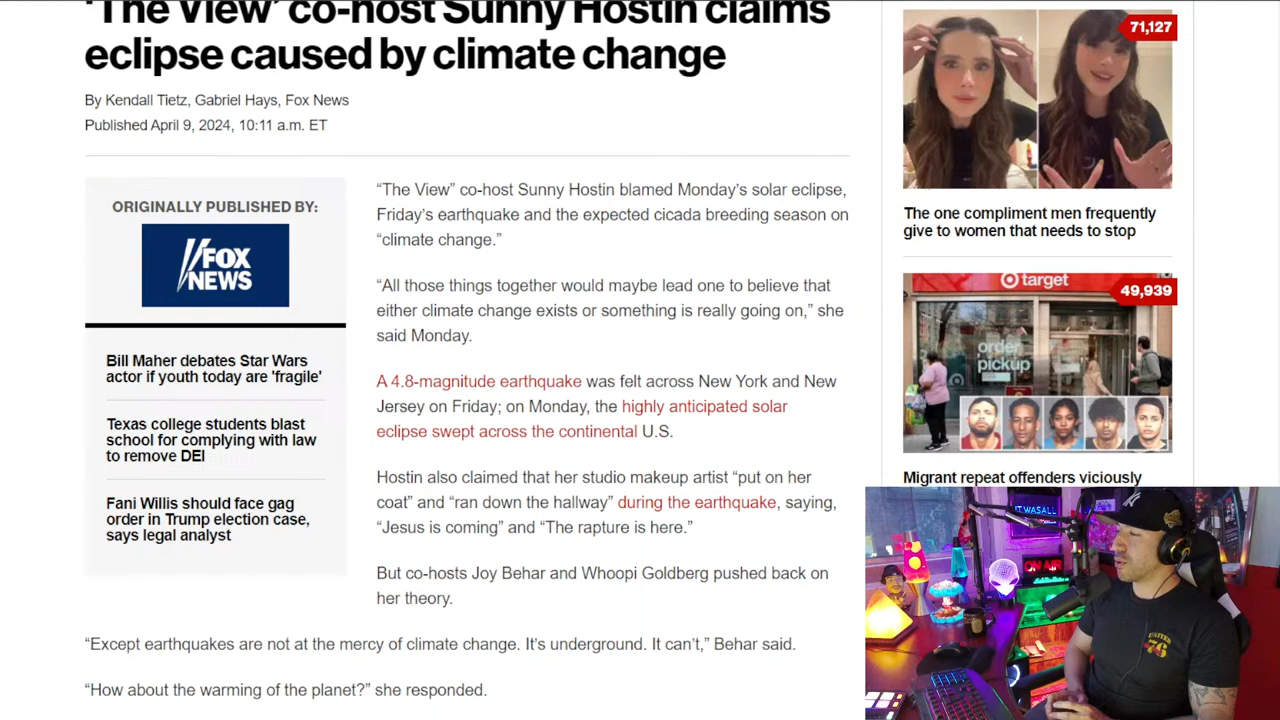 'The View' co-host Sunny Hostin claims
eclipse caused by climate change
By Kendall Tietz, Gabriel Hays, Fox News
Published April 9, 2024, 10:11 a.m. ET
ORIGINALLY PUBLISHED BY:
FOX
NEWS
Bill Maher debates Star Wars
actor if youth today are 'fragile'
Texas college students blast
school for complying with law
to remove DEI
Fani Willis should face gag
order in Trump election case,
says legal analyst
“The View” co-host Sunny Hostin blamed Monday’s solar eclipse,
Friday’s earthquake and the expected cicada breeding season on
“climate change.”
“All those things together would maybe lead one to believe that
either climate change exists or something is really going on,” she
said Monday.
A 4.8-magnitude earthquake was felt across New York and New
Jersey on Friday; on Monday, the highly anticipated solar
eclipse swept across the continental U.S.
Hostin also claimed that her studio makeup artist “put on her
coat” and “ran down the hallway” during the earthquake, saying,
“Jesus is coming” and “The rapture is here.”
But co-hosts Joy Behar and Whoopi Goldberg pushed back on
her theory.
“Except earthquakes are not at the mercy of climate change. It’s underground. It can’t,” Behar said.
“How about the warming of the planet?” she responded.
71,127
The one compliment men frequently
give to women that needs to stop
target
49,939
order
pickup
Migrant repeat offenders viciously
ON AIR
76